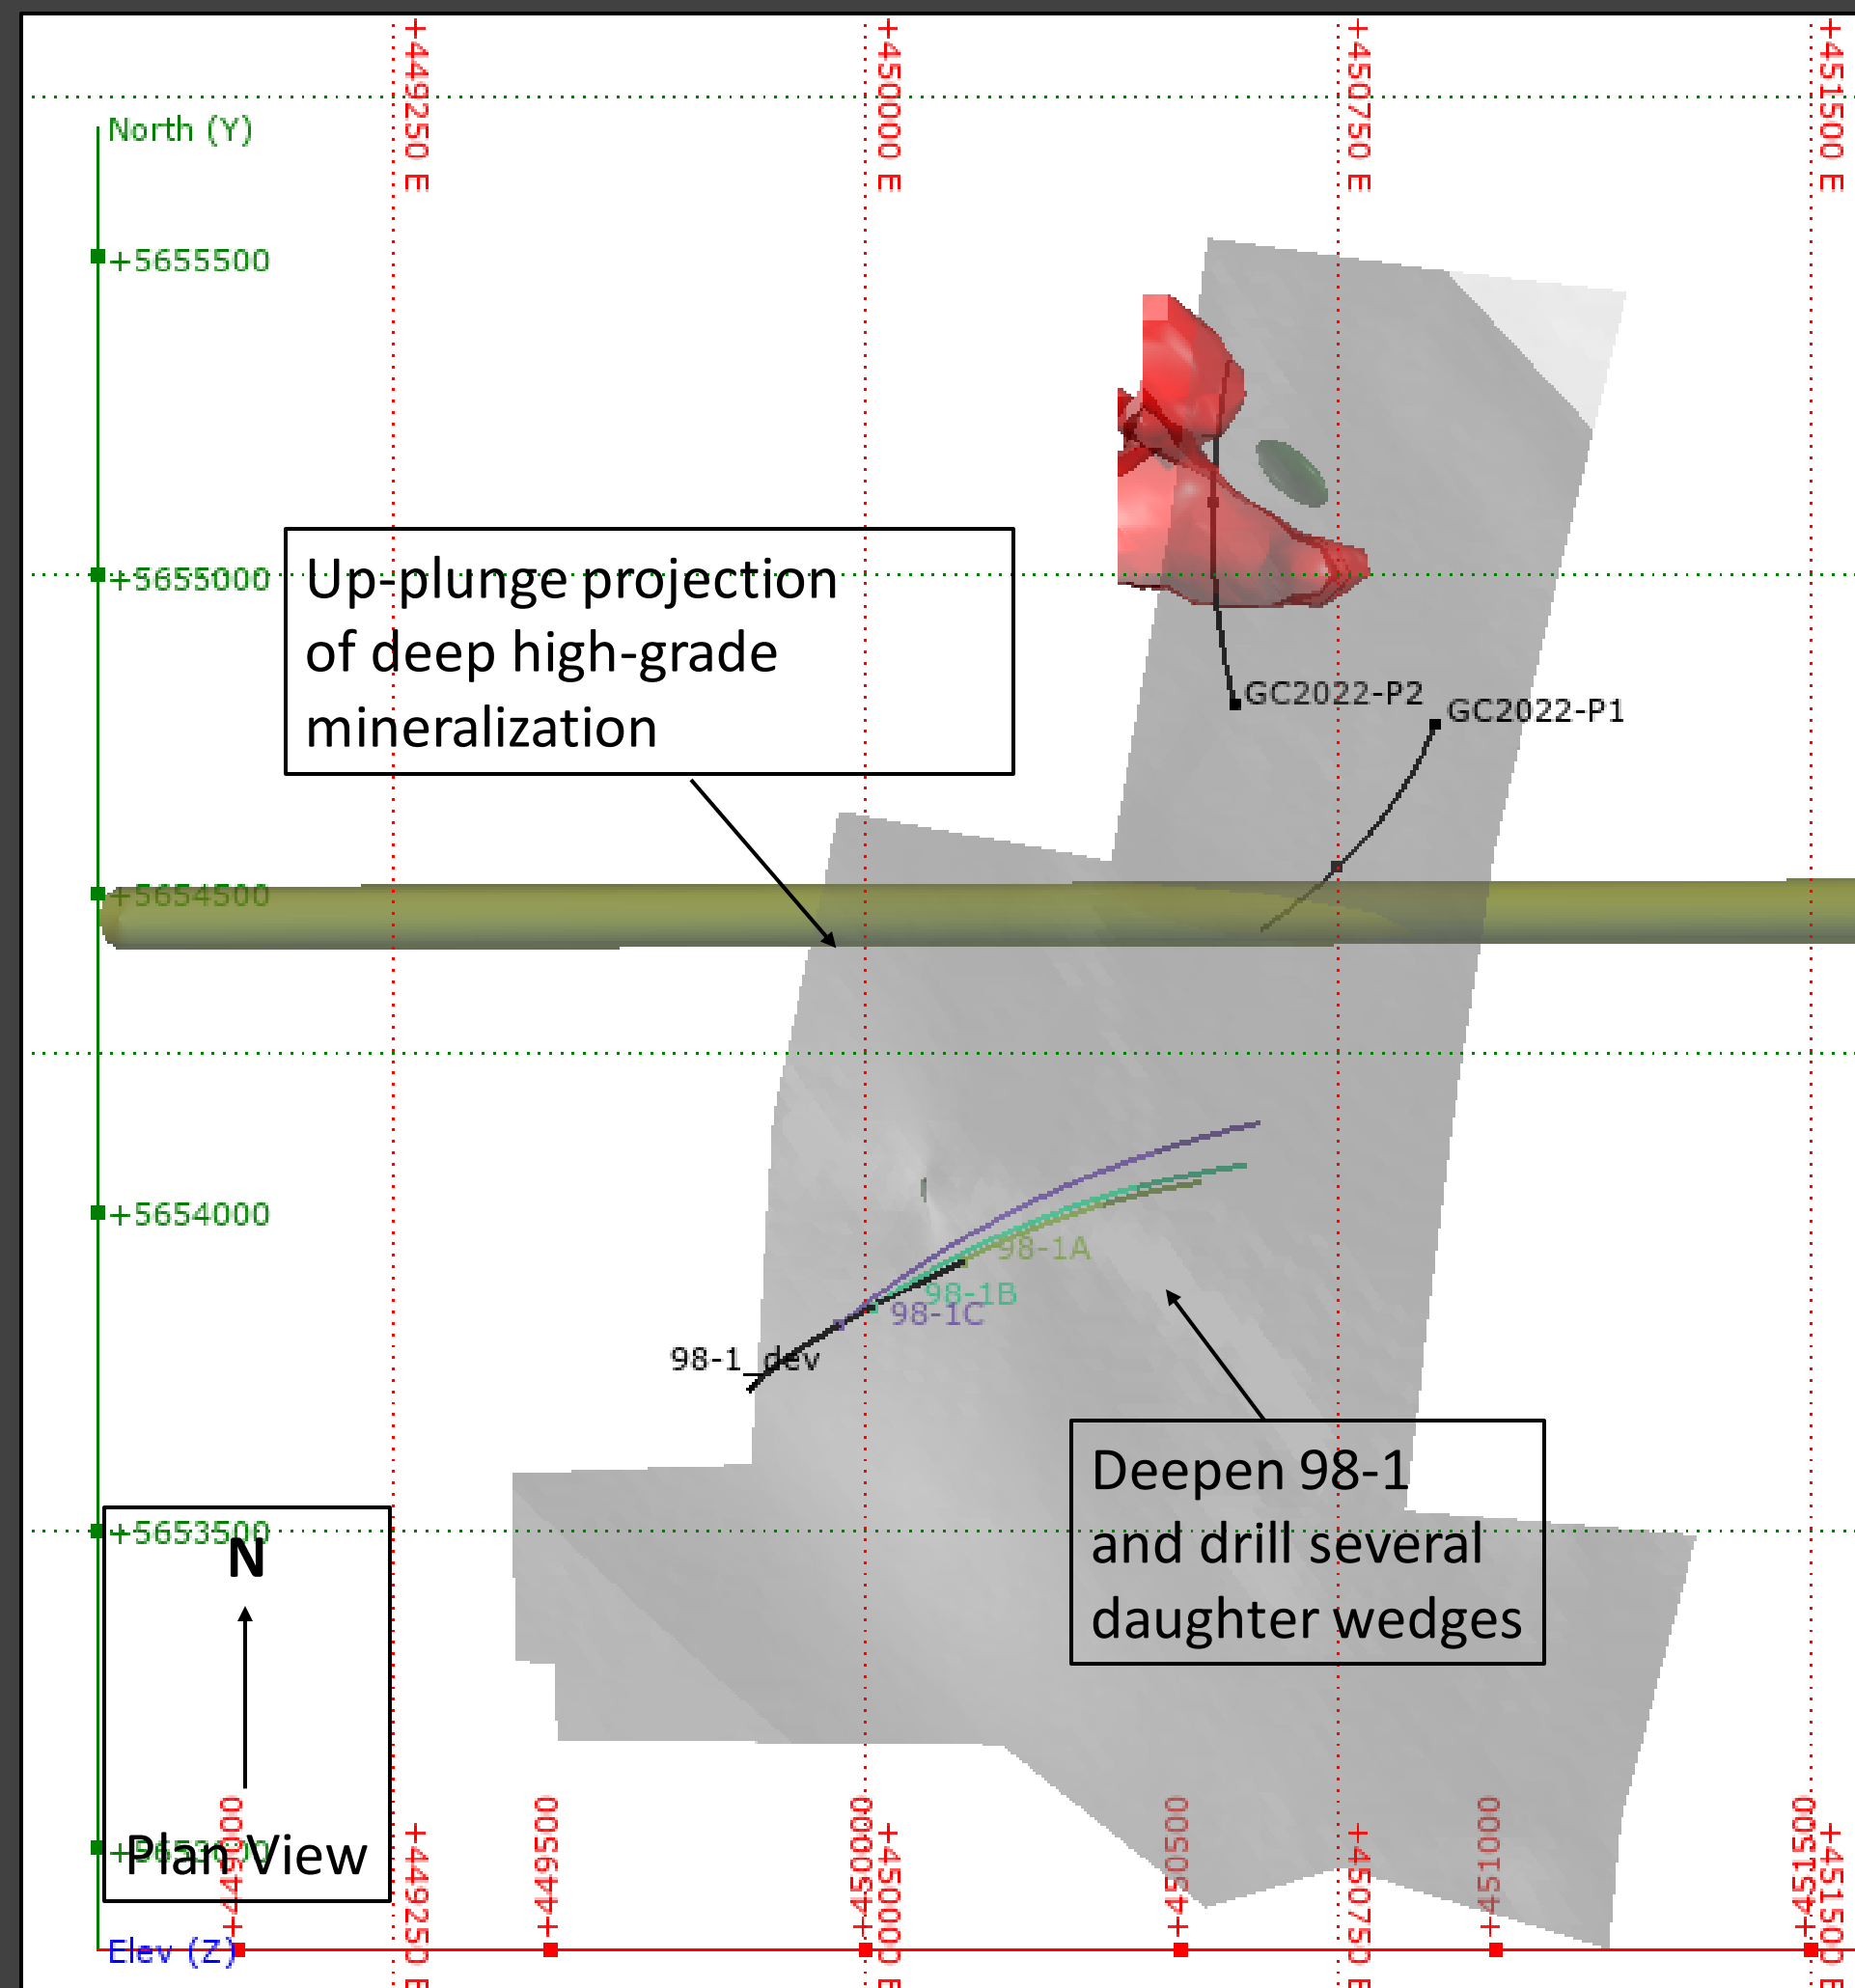 +449250 E
+450000 E
+450750 E
+451500 E
North (Y)
+5655500
Up-plunge projection
of deep high-grade
mineralization
+5655000
GC2022-P2
GC2022-P1
+5654500
+5654000
98-1A
98-1B
98-1C
98-1_dev
Deepen 98-1
and drill several
daughter wedges
+5653500
N
Plan View
+5653000
+449000
+449250 E
+449500
+450000
+450000 E
+450500
+450750 E
+451000
+451500
+451500 E
Elev (Z)